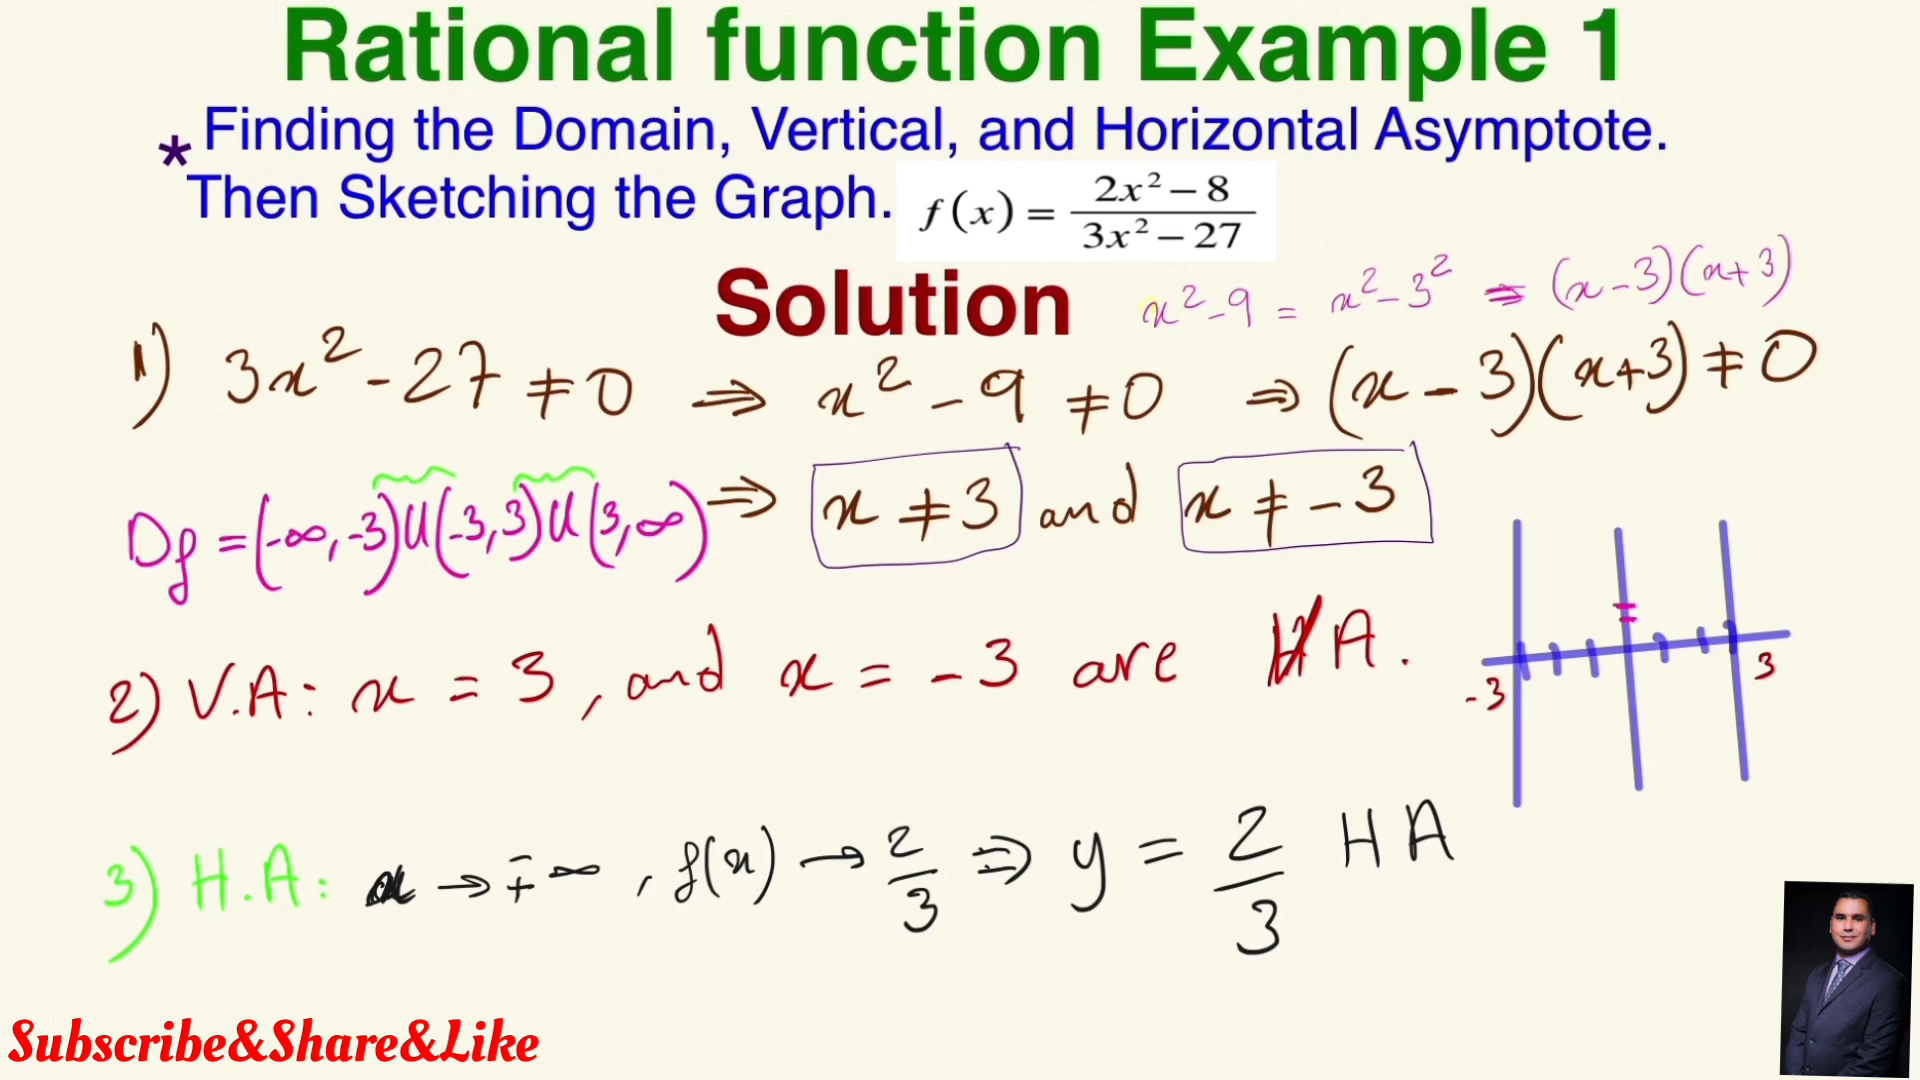 Rational function Example 1
* Finding the Domain, Vertical, and Horizontal Asymptote.
Then Sketching the Graph. f(x) = (2x² − 8)/(3x² − 27)
Solution
x² - 9 = x² - 3² = (x - 3)(x + 3)
1) 3x² - 27 ≠ 0 ⇒ x² - 9 ≠ 0 ⇒ (x - 3)(x + 3) ≠ 0
Df = (-∞, -3) U (-3, 3) U (3, ∞) ⇒ x ≠ 3 and x ≠ -3
2) V.A: x = 3, and x = -3 are VA.
-3 3
3) H.A: x → ∓∞, f(x) → 2/3 ⇒ y = 2/3 HA
Subscribe&Share&Like